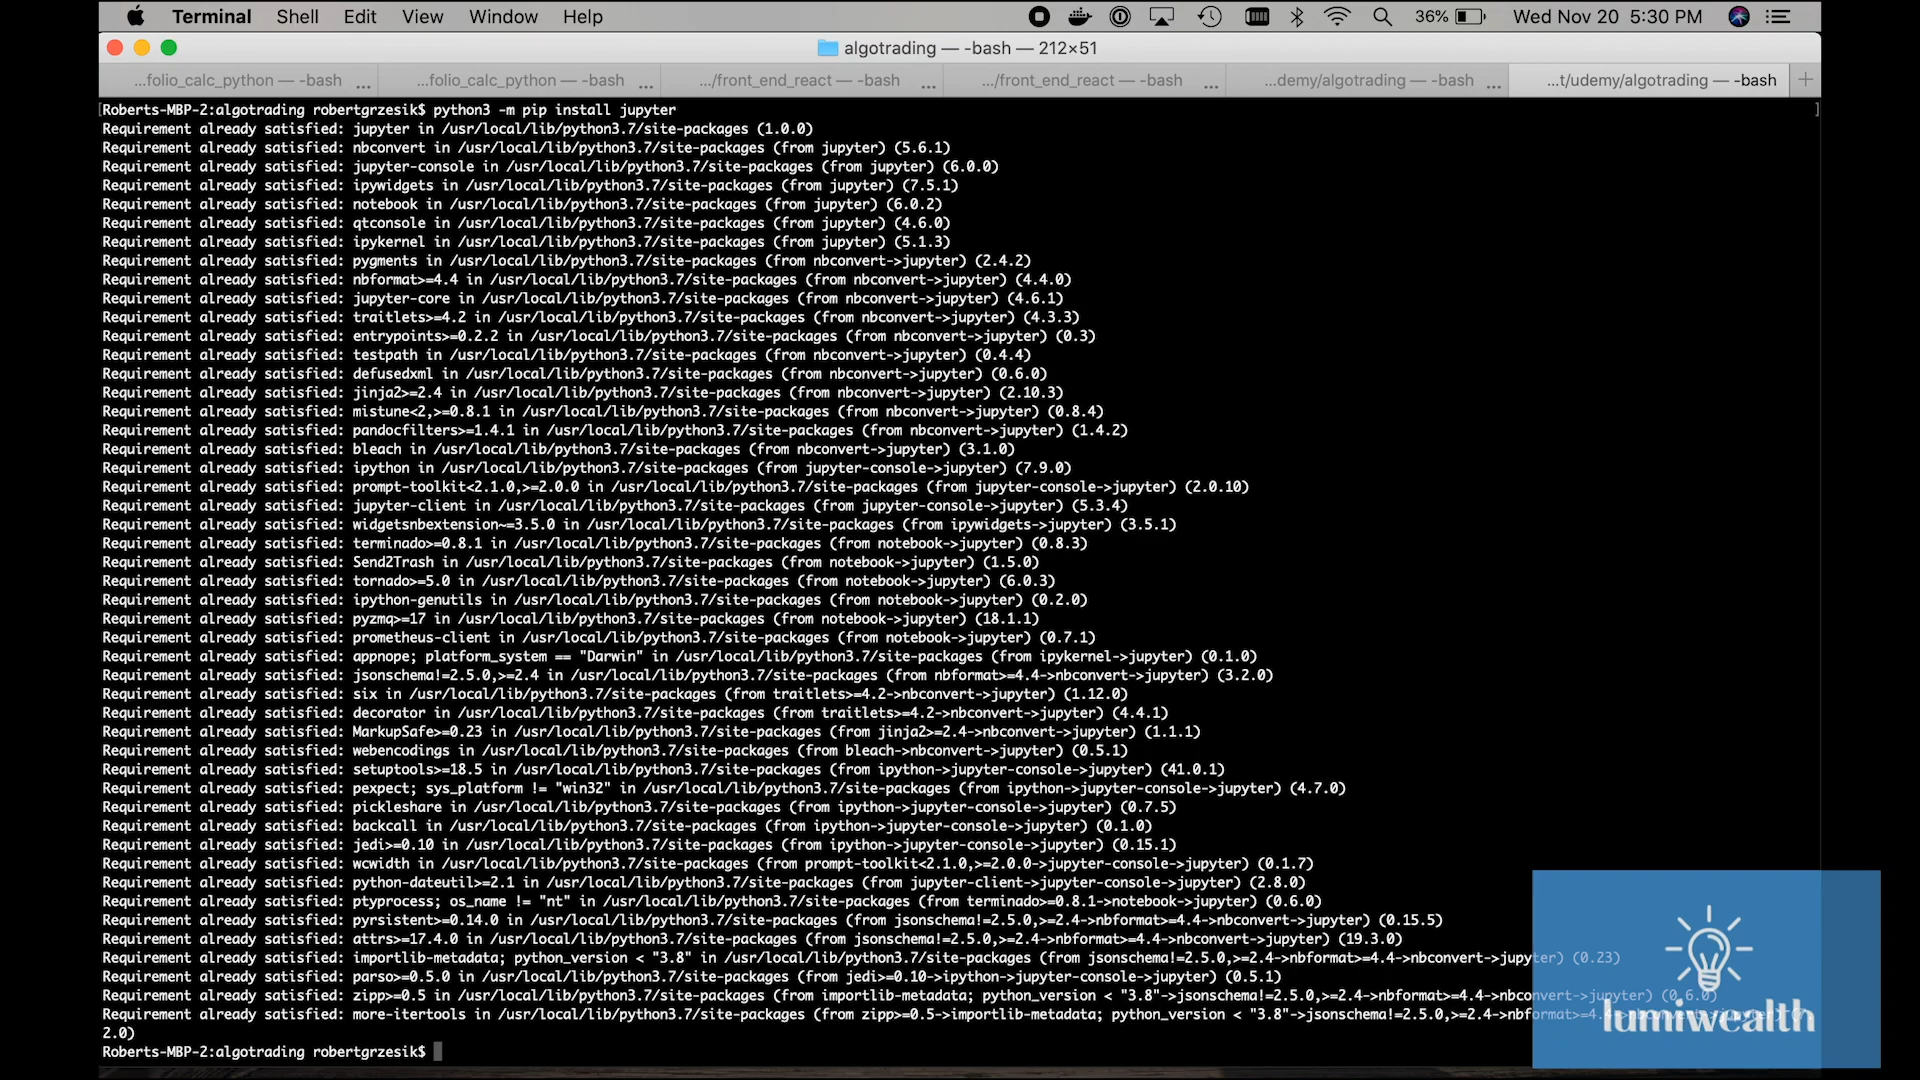 Terminal Shell Edit View Window Help 36% Wed Nov 20 5:30 PM
algotrading — -bash — 212×51
...folio_calc_python — -bash ... ...folio_calc_python — -bash ... .../front_end_react — -bash ... .../front_end_react — -bash ... ...demy/algotrading — -bash ... ...t/udemy/algotrading — -bash +
[Roberts-MBP-2:algotrading robertgrzesik$ python3 -m pip install jupyter ]
Requirement already satisfied: jupyter in /usr/local/lib/python3.7/site-packages (1.0.0)
Requirement already satisfied: nbconvert in /usr/local/lib/python3.7/site-packages (from jupyter) (5.6.1)
Requirement already satisfied: jupyter-console in /usr/local/lib/python3.7/site-packages (from jupyter) (6.0.0)
Requirement already satisfied: ipywidgets in /usr/local/lib/python3.7/site-packages (from jupyter) (7.5.1)
Requirement already satisfied: notebook in /usr/local/lib/python3.7/site-packages (from jupyter) (6.0.2)
Requirement already satisfied: qtconsole in /usr/local/lib/python3.7/site-packages (from jupyter) (4.6.0)
Requirement already satisfied: ipykernel in /usr/local/lib/python3.7/site-packages (from jupyter) (5.1.3)
Requirement already satisfied: pygments in /usr/local/lib/python3.7/site-packages (from nbconvert->jupyter) (2.4.2)
Requirement already satisfied: nbformat>=4.4 in /usr/local/lib/python3.7/site-packages (from nbconvert->jupyter) (4.4.0)
Requirement already satisfied: jupyter-core in /usr/local/lib/python3.7/site-packages (from nbconvert->jupyter) (4.6.1)
Requirement already satisfied: traitlets>=4.2 in /usr/local/lib/python3.7/site-packages (from nbconvert->jupyter) (4.3.3)
Requirement already satisfied: entrypoints>=0.2.2 in /usr/local/lib/python3.7/site-packages (from nbconvert->jupyter) (0.3)
Requirement already satisfied: testpath in /usr/local/lib/python3.7/site-packages (from nbconvert->jupyter) (0.4.4)
Requirement already satisfied: defusedxml in /usr/local/lib/python3.7/site-packages (from nbconvert->jupyter) (0.6.0)
Requirement already satisfied: jinja2>=2.4 in /usr/local/lib/python3.7/site-packages (from nbconvert->jupyter) (2.10.3)
Requirement already satisfied: mistune<2,>=0.8.1 in /usr/local/lib/python3.7/site-packages (from nbconvert->jupyter) (0.8.4)
Requirement already satisfied: pandocfilters>=1.4.1 in /usr/local/lib/python3.7/site-packages (from nbconvert->jupyter) (1.4.2)
Requirement already satisfied: bleach in /usr/local/lib/python3.7/site-packages (from nbconvert->jupyter) (3.1.0)
Requirement already satisfied: ipython in /usr/local/lib/python3.7/site-packages (from jupyter-console->jupyter) (7.9.0)
Requirement already satisfied: prompt-toolkit<2.1.0,>=2.0.0 in /usr/local/lib/python3.7/site-packages (from jupyter-console->jupyter) (2.0.10)
Requirement already satisfied: jupyter-client in /usr/local/lib/python3.7/site-packages (from jupyter-console->jupyter) (5.3.4)
Requirement already satisfied: widgetsnbextension~=3.5.0 in /usr/local/lib/python3.7/site-packages (from ipywidgets->jupyter) (3.5.1)
Requirement already satisfied: terminado>=0.8.1 in /usr/local/lib/python3.7/site-packages (from notebook->jupyter) (0.8.3)
Requirement already satisfied: Send2Trash in /usr/local/lib/python3.7/site-packages (from notebook->jupyter) (1.5.0)
Requirement already satisfied: tornado>=5.0 in /usr/local/lib/python3.7/site-packages (from notebook->jupyter) (6.0.3)
Requirement already satisfied: ipython-genutils in /usr/local/lib/python3.7/site-packages (from notebook->jupyter) (0.2.0)
Requirement already satisfied: pyzmq>=17 in /usr/local/lib/python3.7/site-packages (from notebook->jupyter) (18.1.1)
Requirement already satisfied: prometheus-client in /usr/local/lib/python3.7/site-packages (from notebook->jupyter) (0.7.1)
Requirement already satisfied: appnope; platform_system == "Darwin" in /usr/local/lib/python3.7/site-packages (from ipykernel->jupyter) (0.1.0)
Requirement already satisfied: jsonschema!=2.5.0,>=2.4 in /usr/local/lib/python3.7/site-packages (from nbformat>=4.4->nbconvert->jupyter) (3.2.0)
Requirement already satisfied: six in /usr/local/lib/python3.7/site-packages (from traitlets>=4.2->nbconvert->jupyter) (1.12.0)
Requirement already satisfied: decorator in /usr/local/lib/python3.7/site-packages (from traitlets>=4.2->nbconvert->jupyter) (4.4.1)
Requirement already satisfied: MarkupSafe>=0.23 in /usr/local/lib/python3.7/site-packages (from jinja2>=2.4->nbconvert->jupyter) (1.1.1)
Requirement already satisfied: webencodings in /usr/local/lib/python3.7/site-packages (from bleach->nbconvert->jupyter) (0.5.1)
Requirement already satisfied: setuptools>=18.5 in /usr/local/lib/python3.7/site-packages (from ipython->jupyter-console->jupyter) (41.0.1)
Requirement already satisfied: pexpect; sys_platform != "win32" in /usr/local/lib/python3.7/site-packages (from ipython->jupyter-console->jupyter) (4.7.0)
Requirement already satisfied: pickleshare in /usr/local/lib/python3.7/site-packages (from ipython->jupyter-console->jupyter) (0.7.5)
Requirement already satisfied: backcall in /usr/local/lib/python3.7/site-packages (from ipython->jupyter-console->jupyter) (0.1.0)
Requirement already satisfied: jedi>=0.10 in /usr/local/lib/python3.7/site-packages (from ipython->jupyter-console->jupyter) (0.15.1)
Requirement already satisfied: wcwidth in /usr/local/lib/python3.7/site-packages (from prompt-toolkit<2.1.0,>=2.0.0->jupyter-console->jupyter) (0.1.7)
Requirement already satisfied: python-dateutil>=2.1 in /usr/local/lib/python3.7/site-packages (from jupyter-client->jupyter-console->jupyter) (2.8.0)
Requirement already satisfied: ptyprocess; os_name != "nt" in /usr/local/lib/python3.7/site-packages (from terminado>=0.8.1->notebook->jupyter) (0.6.0)
Requirement already satisfied: pyrsistent>=0.14.0 in /usr/local/lib/python3.7/site-packages (from jsonschema!=2.5.0,>=2.4->nbformat>=4.4->nbconvert->jupyter) (0.15.5)
Requirement already satisfied: attrs>=17.4.0 in /usr/local/lib/python3.7/site-packages (from jsonschema!=2.5.0,>=2.4->nbformat>=4.4->nbconvert->jupyter) (19.3.0)
Requirement already satisfied: importlib-metadata; python_version < "3.8" in /usr/local/lib/python3.7/site-packages (from jsonschema!=2.5.0,>=2.4->nbformat>=4.4->nbconvert->jupyter) (0.23)
Requirement already satisfied: parso>=0.5.0 in /usr/local/lib/python3.7/site-packages (from jedi>=0.10->ipython->jupyter-console->jupyter) (0.5.1)
Requirement already satisfied: zipp>=0.5 in /usr/local/lib/python3.7/site-packages (from importlib-metadata; python_version < "3.8"->jsonschema!=2.5.0,>=2.4->nbformat>=4.4->nbconvert->jupyter) (0.6.0)
Requirement already satisfied: more-itertools in /usr/local/lib/python3.7/site-packages (from zipp>=0.5->importlib-metadata; python_version < "3.8"->jsonschema!=2.5.0,>=2.4->nbformat>=4.
2.0)
Roberts-MBP-2:algotrading robertgrzesik$
lumiwealth